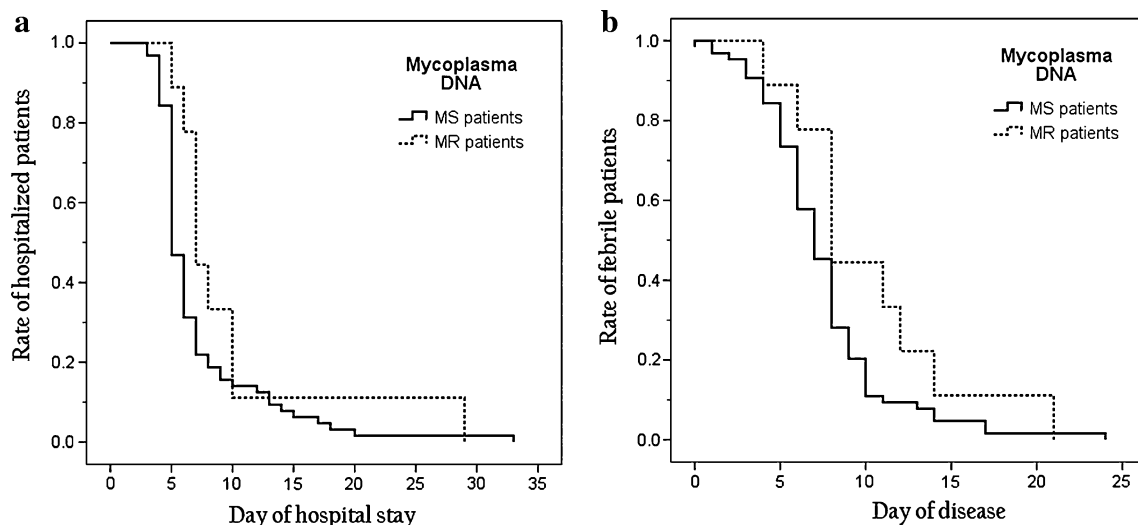 a
Rate of hospitalized patients
1.0
0.8
0.6
0.4
0.2
0.0
Mycoplasma
DNA
MS patients
MR patients
0 5 10 15 20 25 30 35
Day of hospital stay
b
Rate of febrile patients
1.0
0.8
0.6
0.4
0.2
0.0
Mycoplasma
DNA
MS patients
MR patients
0 5 10 15 20 25
Day of disease